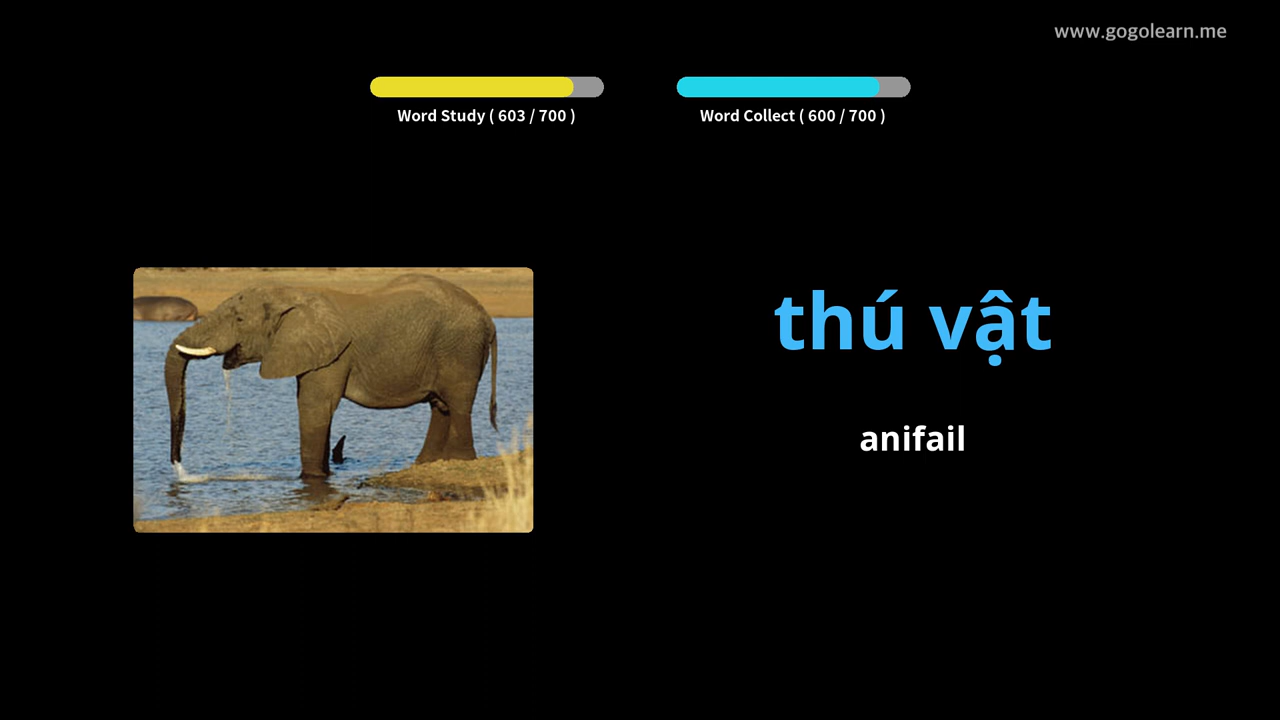 www.gogolearn.me
Word Study ( 603 / 700 )
Word Collect ( 600 / 700 )
thú vật
anifail